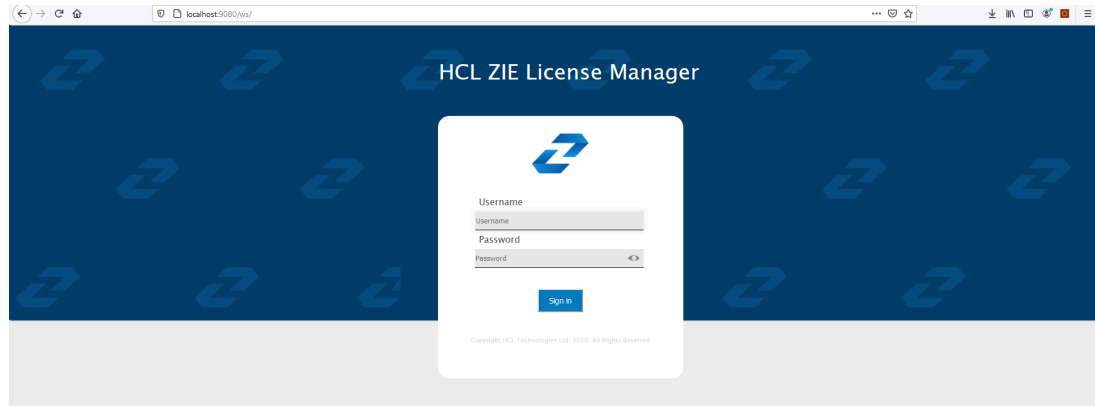 localhost:9080/ws/
HCL ZIE License Manager
Username
Username
Password
Password
Sign in
Copyright HCL Technologies Ltd. 2020. All Rights Reserved